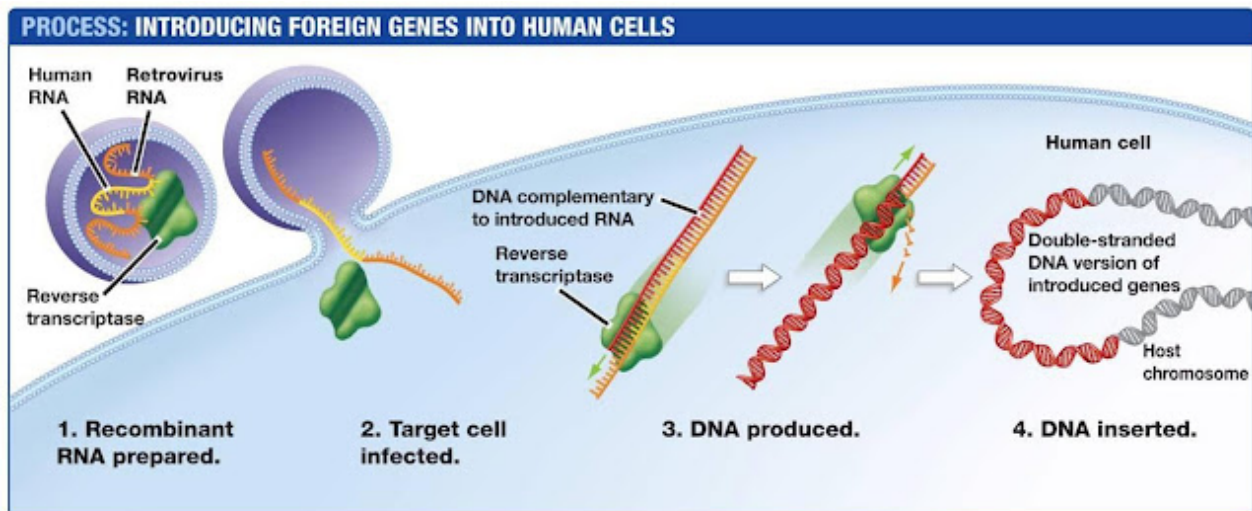 PROCESS: INTRODUCING FOREIGN GENES INTO HUMAN CELLS
Human
RNA
Retrovirus
RNA
Reverse
transcriptase
DNA complementary
to introduced RNA
Reverse
transcriptase
Human cell
Double-stranded
DNA version of
introduced genes
Host
chromosome
1. Recombinant
RNA prepared.
2. Target cell
infected.
3. DNA produced.
4. DNA inserted.